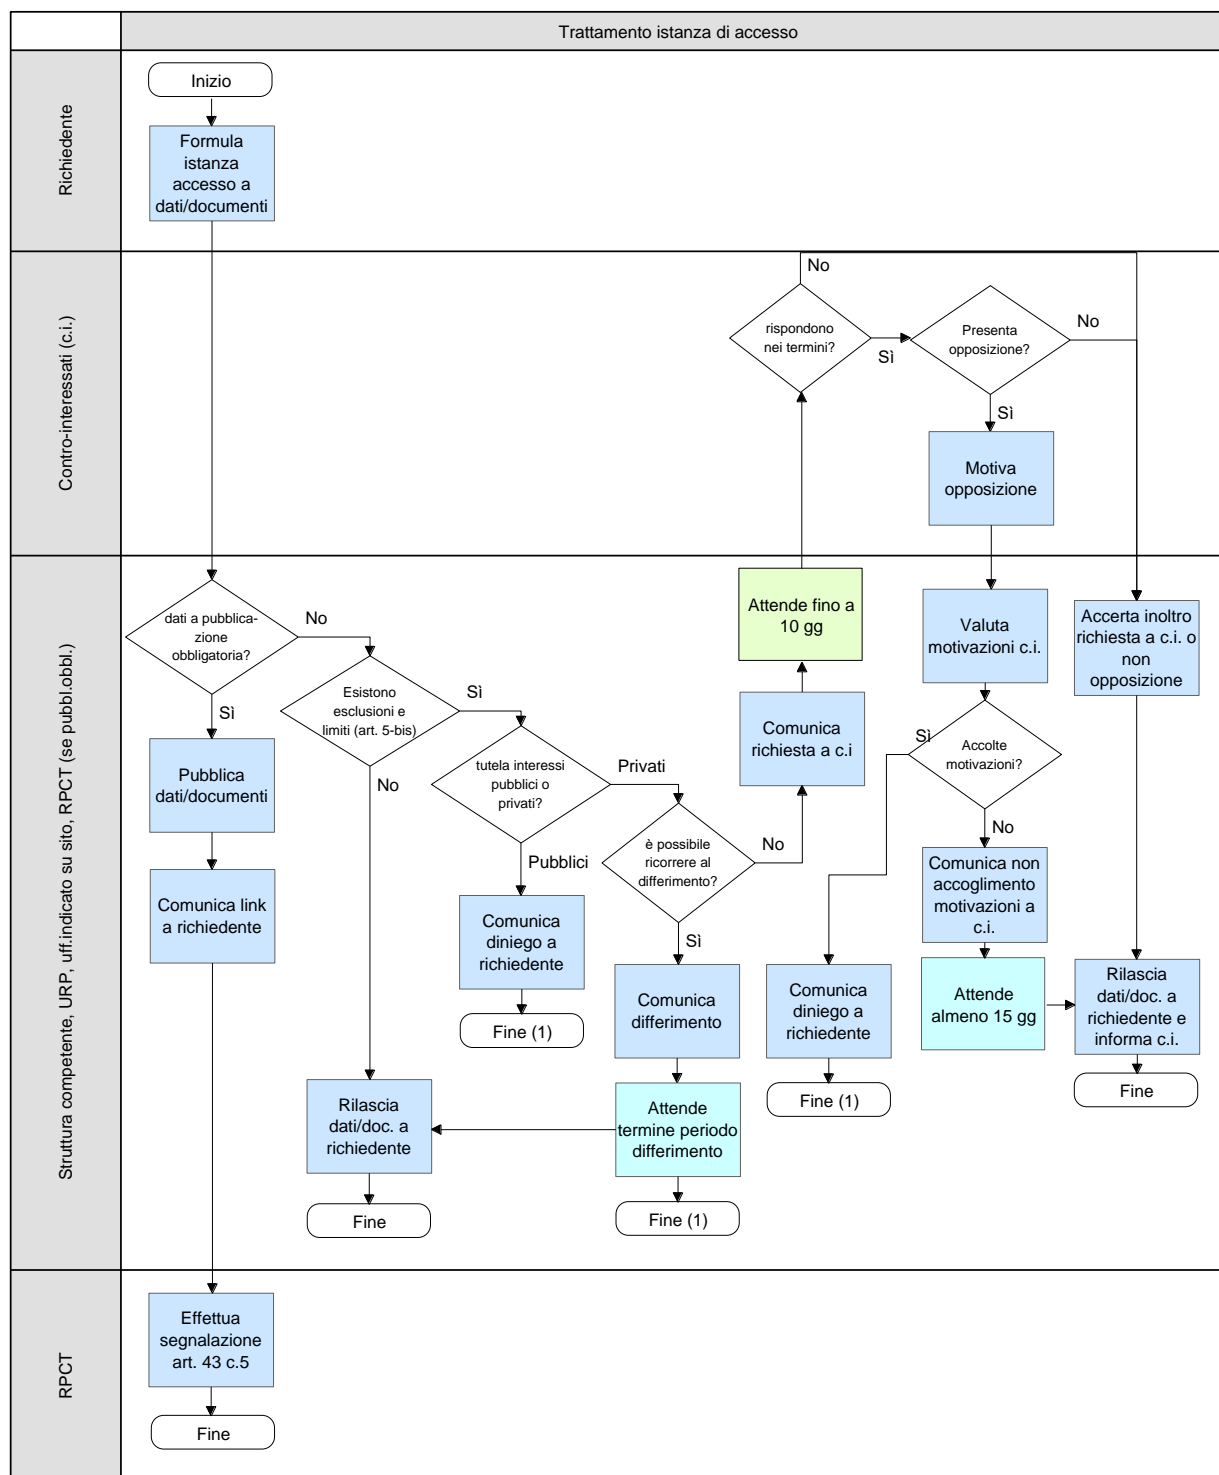 Trattamento istanza di accesso
Richiedente
Inizio
Formula
istanza
accesso a
dati/documenti
Contro-interessati (c.i.)
No
rispondono
nei termini?
Sì
Presenta
opposizione?
No
Sì
Motiva
opposizione
Struttura competente, URP, uff.indicato su sito, RPCT (se pubbl.obbl.)
dati a pubblica-
zione
obbligatoria?
No
Sì
Pubblica
dati/documenti
Comunica link
a richiedente
Esistono
esclusioni e
limiti (art. 5-bis)
Sì
No
tutela interessi
pubblici o
privati?
Privati
Pubblici
Comunica
diniego a
richiedente
Fine (1)
è possibile
ricorrere al
differimento?
No
Sì
Comunica
differimento
Attende
termine periodo
differimento
Fine (1)
Rilascia
dati/doc. a
richiedente
Fine
Comunica
richiesta a c.i
Attende fino a
10 gg
Valuta
motivazioni c.i.
Accolte
motivazioni?
Sì
No
Comunica
diniego a
richiedente
Fine (1)
Comunica non
accoglimento
motivazioni a
c.i.
Attende
almeno 15 gg
Accerta inoltro
richiesta a c.i. o
non
opposizione
Rilascia
dati/doc. a
richiedente e
informa c.i.
Fine
RPCT
Effettua
segnalazione
art. 43 c.5
Fine